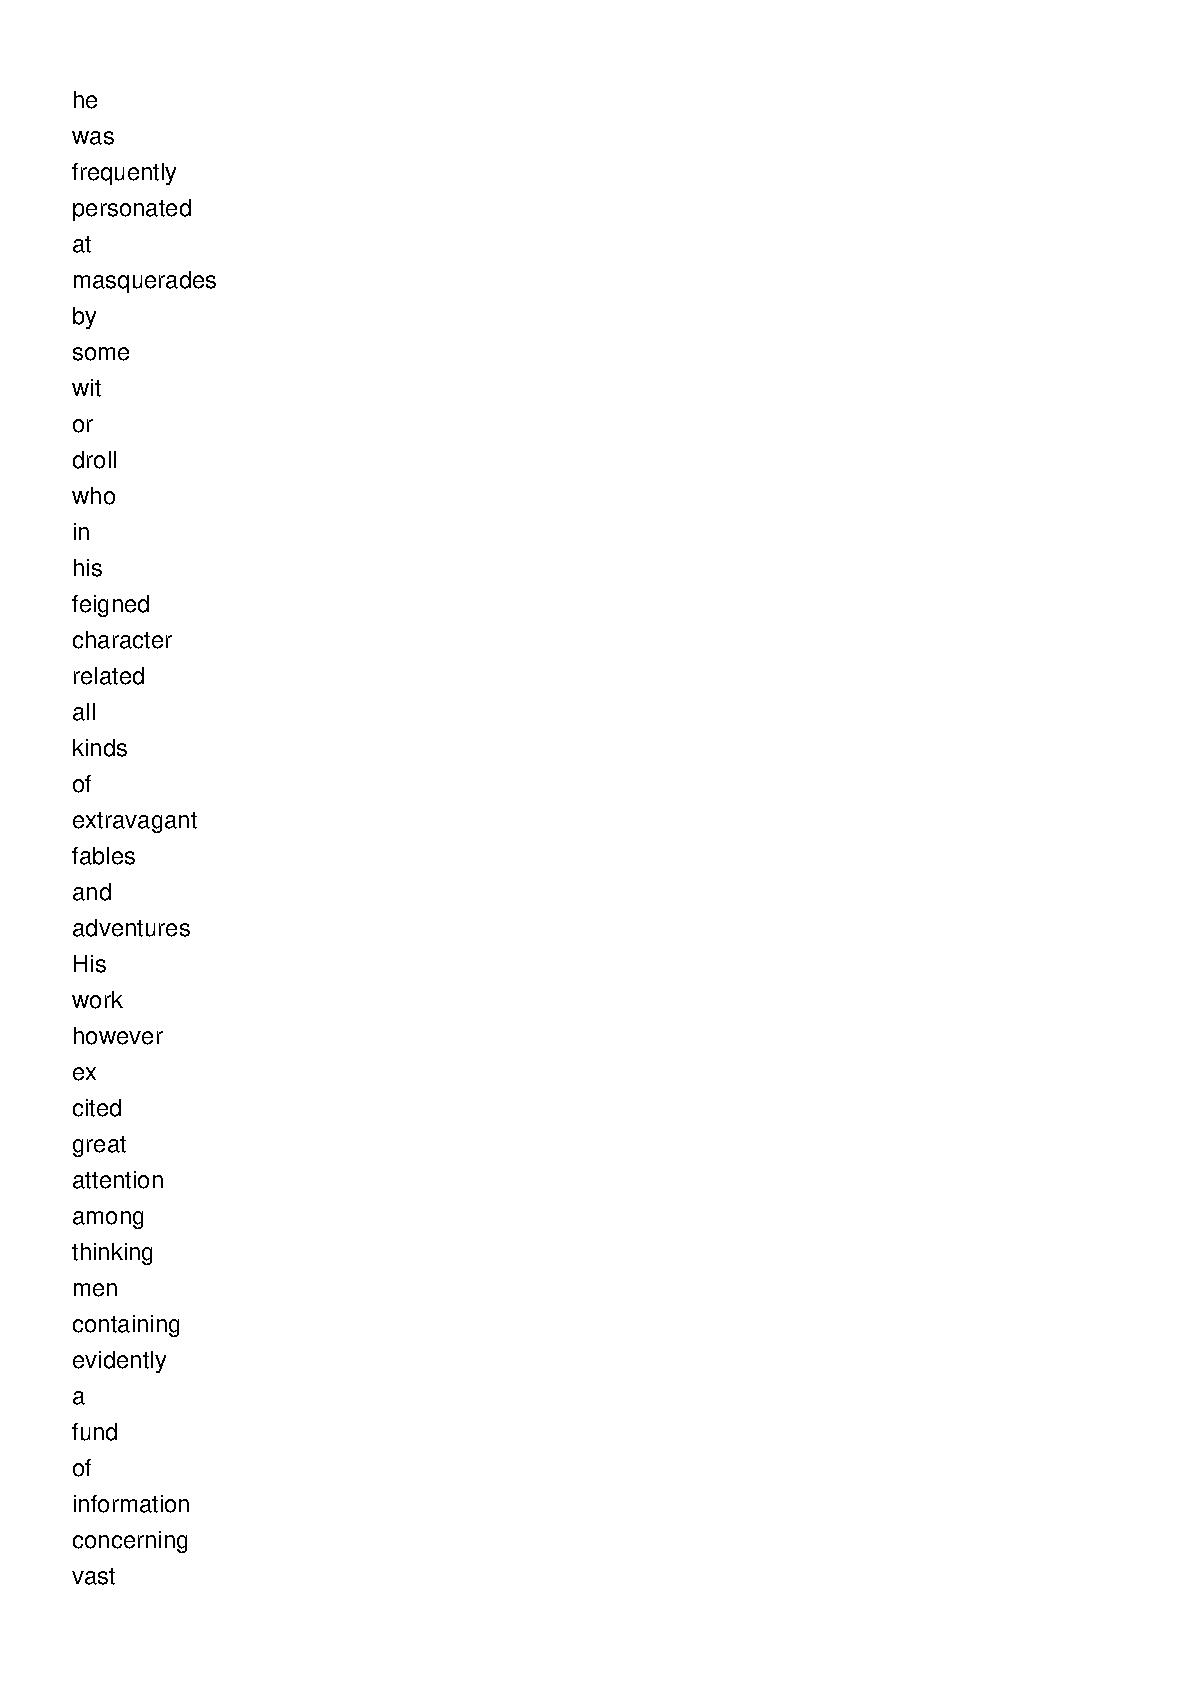 he
was
frequently
personated
at
masquerades
by
some
wit
or
droll
who
in
his
feigned
character
related
all
kinds
of
extravagant
fables
and
adventures
His
work
however
ex
cited
great
attention
among
thinking
men
containing
evidently
a
fund
of
information
concerning
vast